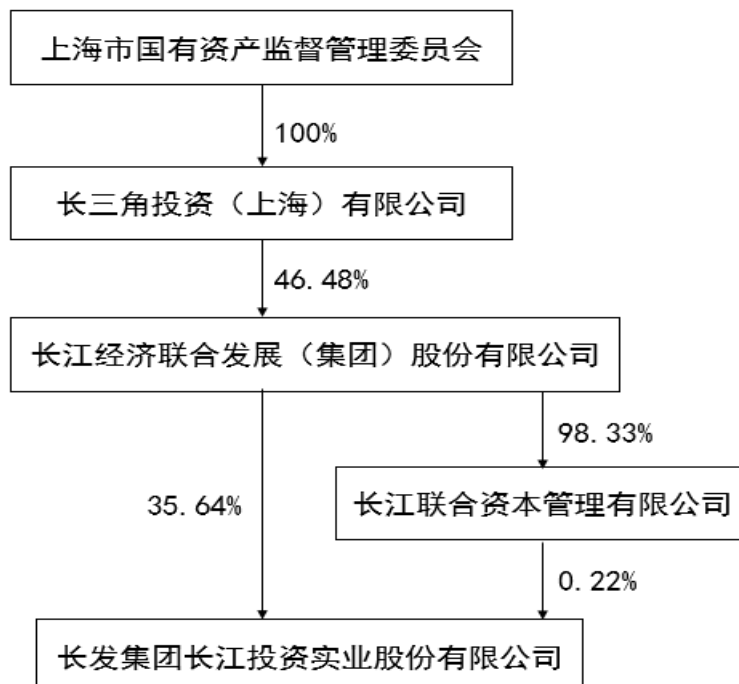 上海市国有资产监督管理委员会
100%
长三角投资（上海）有限公司
46.48%
长江经济联合发展（集团）股份有限公司
98.33%
35.64%
长江联合资本管理有限公司
0.22%
长发集团长江投资实业股份有限公司